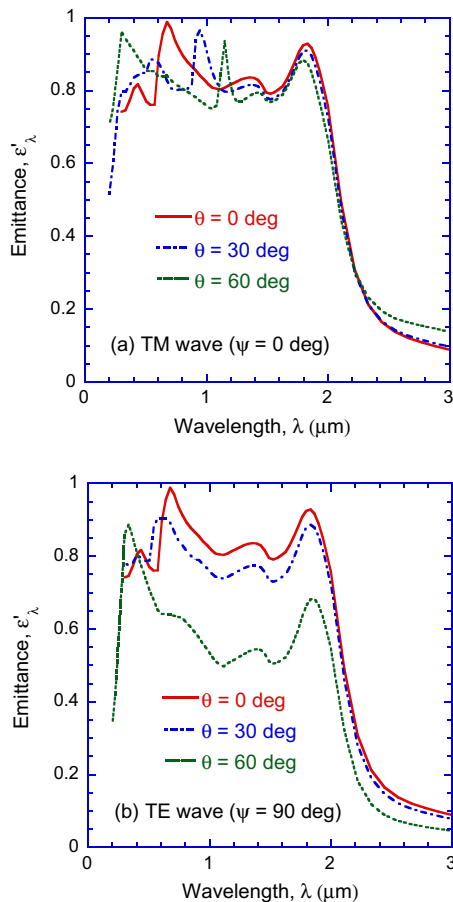 1
0.8
0.6
0.4
0.2
0
Emittance, ε'λ
θ = 0 deg
θ = 30 deg
θ = 60 deg
(a) TM wave (ψ = 0 deg)
0 1 2 3
Wavelength, λ (μm)
1
0.8
0.6
0.4
0.2
0
Emittance, ε'λ
θ = 0 deg
θ = 30 deg
θ = 60 deg
(b) TE wave (ψ = 90 deg)
0 1 2 3
Wavelength, λ (μm)